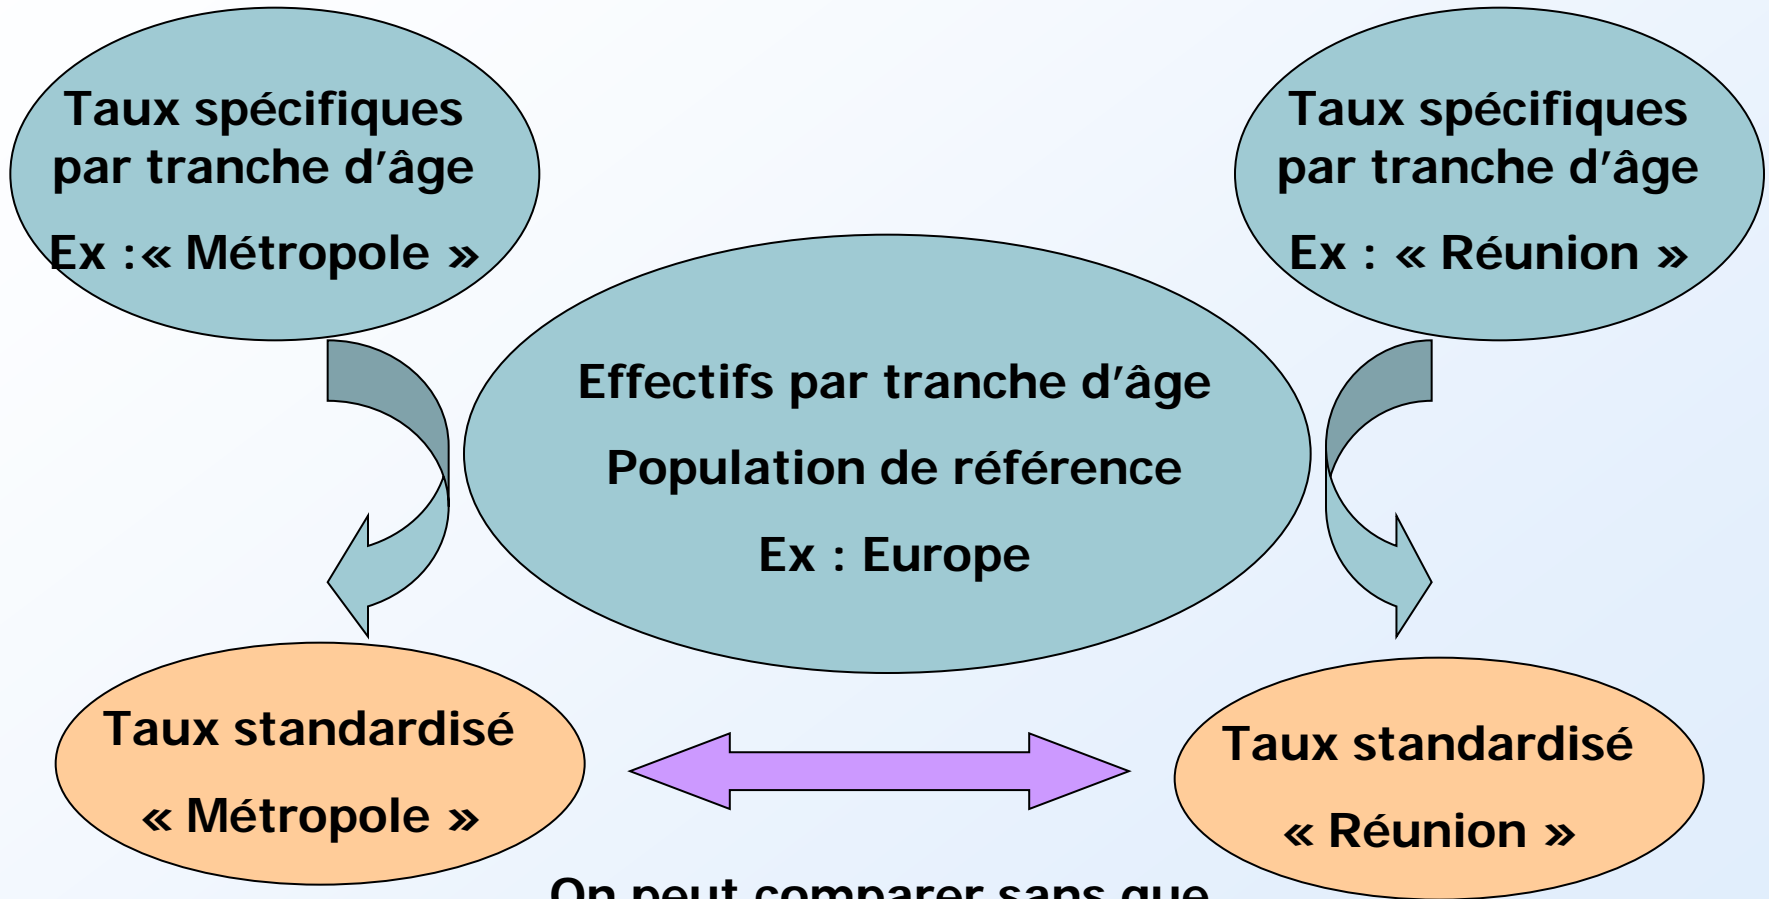 Taux spécifiques
par tranche d’âge
Ex :« Métropole »
Taux spécifiques
par tranche d’âge
Ex : « Réunion »
Effectifs par tranche d’âge
Population de référence
Ex : Europe
Taux standardisé
« Métropole »
Taux standardisé
« Réunion »
On peut comparer sans que